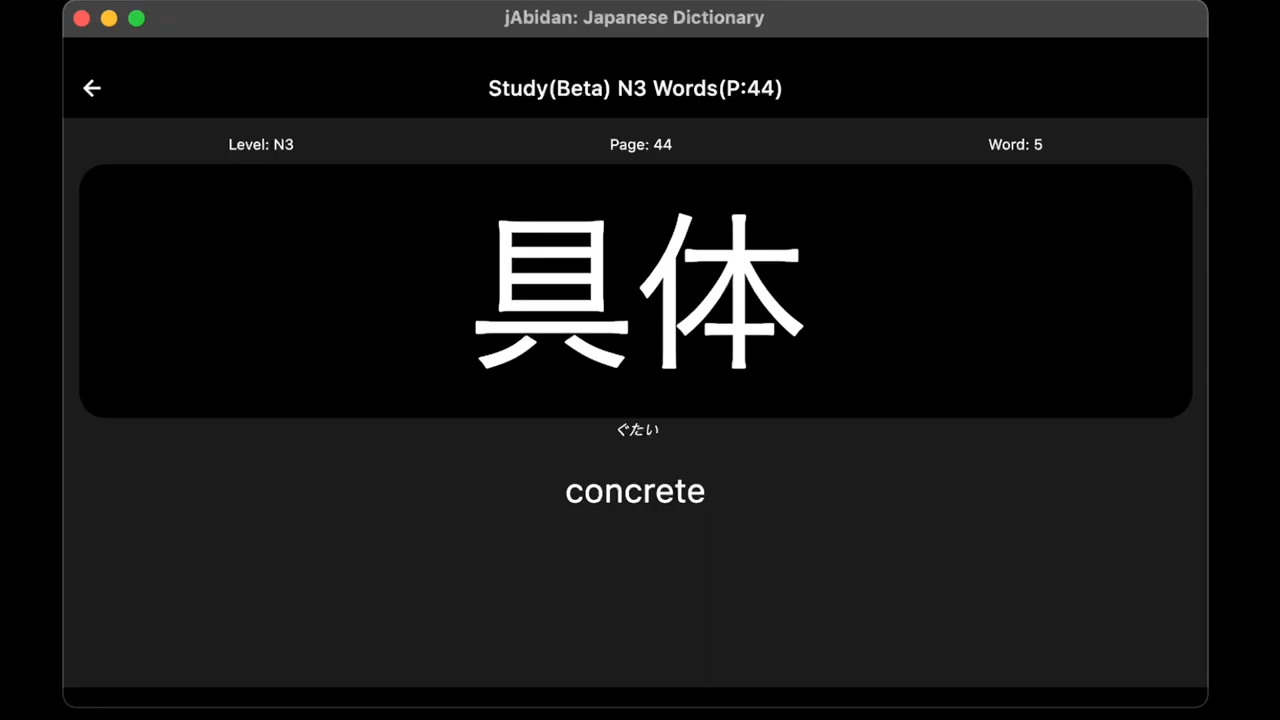 jAbidan: Japanese Dictionary
Study(Beta) N3 Words(P:44)
Level: N3
Page: 44
Word: 5
具体
ぐたい
concrete